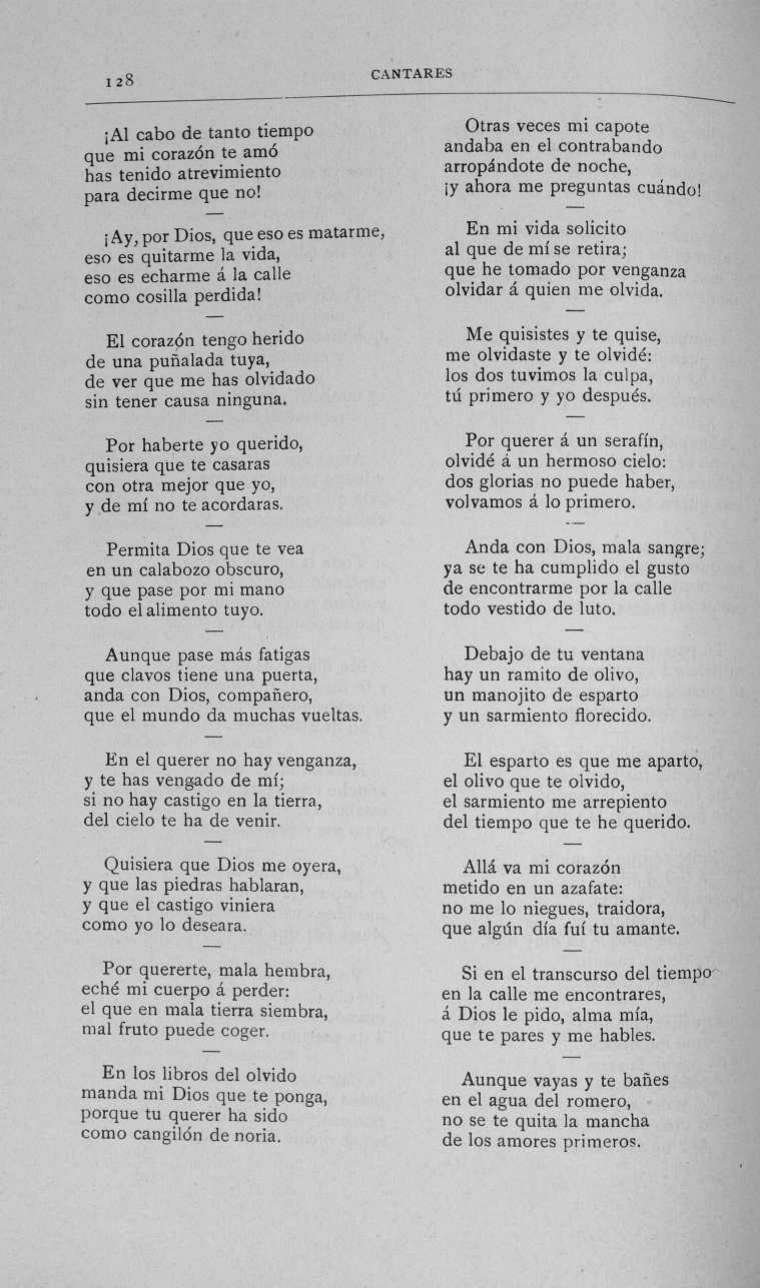 128
CANTARES
¡Al cabo de tanto tiempo
que mi corazón te amó
has tenido atrevimiento
para decirme que no!
¡Ay, por Dios, que eso es matarme,
eso es quitarme la vida,
eso es echarme á la calle
como cosilla perdida!
El corazón tengo herido
de una puñalada tuya,
de ver que me has olvidado
sin tener causa ninguna.
Por haberte yo querido,
quisiera que te casaras
con otra mejor que yo,
y de mí no te acordaras.
Permita Dios que te vea
en un calabozo obscuro,
y que pase por mi mano
todo el alimento tuyo.
Aunque pase más fatigas
que clavos tiene una puerta,
anda con Dios, compañero,
que el mundo da muchas vueltas.
En el querer no hay venganza,
y te has vengado de mí;
si no hay castigo en la tierra,
del cielo te ha de venir.
Quisiera que Dios me oyera,
y que las piedras hablaran,
y que el castigo viniera
como yo lo deseara.
Por quererte, mala hembra,
eché mi cuerpo á perder:
el que en mala tierra siembra,
mal fruto puede coger.
En los libros del olvido
manda mi Dios que te ponga,
porque tu querer ha sido
como cangilón de noria.
Otras veces mi capote
andaba en el contrabando
arropándote de noche,
¡y ahora me preguntas cuándo!
En mi vida solicito
al que de mí se retira;
que he tomado por venganza
olvidar á quien me olvida.
Me quisistes y te quise,
me olvidaste y te olvidé:
los dos tuvimos la culpa,
tú primero y yo después.
Por querer á un serafín,
olvidé á un hermoso cielo:
dos glorias no puede haber,
volvamos á lo primero.
Anda con Dios, mala sangre;
ya se te ha cumplido el gusto
de encontrarme por la calle
todo vestido de luto.
Debajo de tu ventana
hay un ramito de olivo,
un manojito de esparto
y un sarmiento florecido.
El esparto es que me aparto,
el olivo que te olvido,
el sarmiento me arrepiento
del tiempo que te he querido.
Allá va mi corazón
metido en un azafate:
no me lo niegues, traidora,
que algún día fuí tu amante.
Si en el transcurso del tiempo
en la calle me encontrares,
á Dios le pido, alma mía,
que te pares y me hables.
Aunque vayas y te bañes
en el agua del romero,
no se te quita la mancha
de los amores primeros.